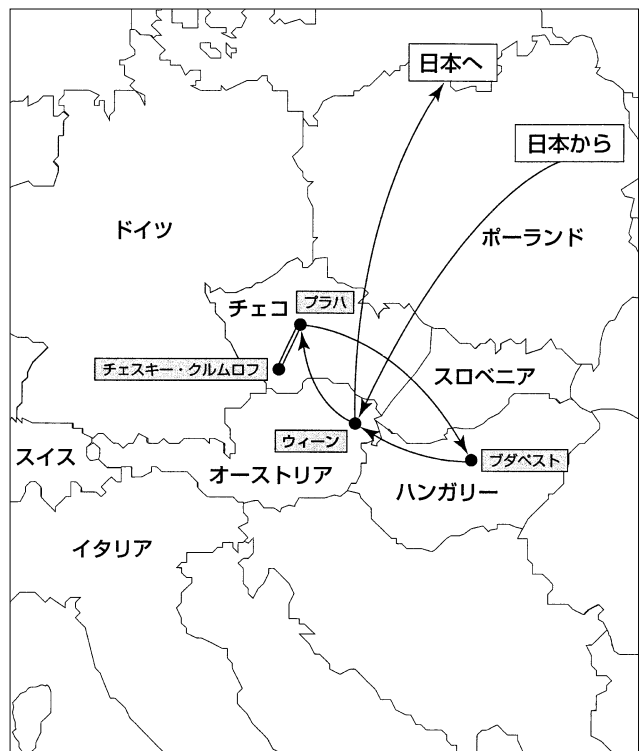 日本へ
日本から
ドイツ
ポーランド
チェコ
プラハ
チェスキー・クルムロフ
スロベニア
ウィーン
スイス
オーストリア
ブダペスト
ハンガリー
イタリア